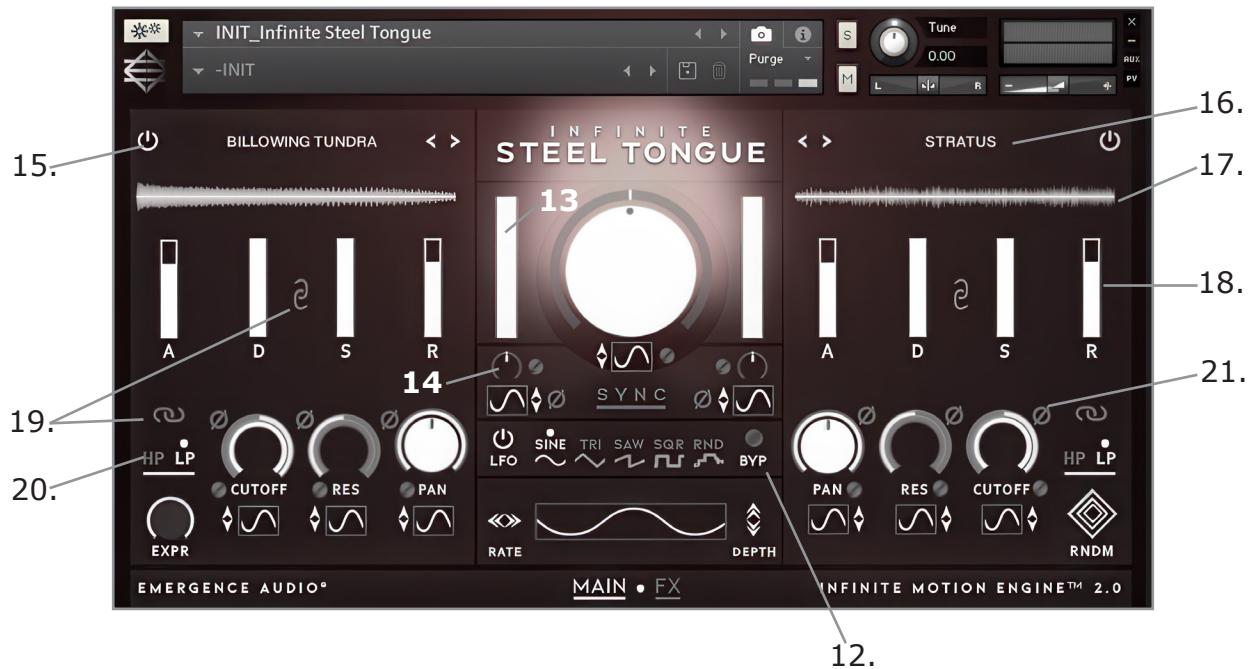 INIT_Infinite Steel Tongue
-INIT
Purge
S
M
Tune
0.00
L R
AUX
PV
15.
BILLOWING TUNDRA
INFINITE
STEEL TONGUE
STRATUS
16.
17.
13
A D S R
A D S R
18.
14
SYNC
19.
20.
21.
HP LP
CUTOFF RES PAN
EXPR
LFO SINE TRI SAW SQR RND BYP
RATE DEPTH
PAN RES CUTOFF
HP LP
RNDM
EMERGENCE AUDIO
MAIN • FX
INFINITE MOTION ENGINE™ 2.0
12.